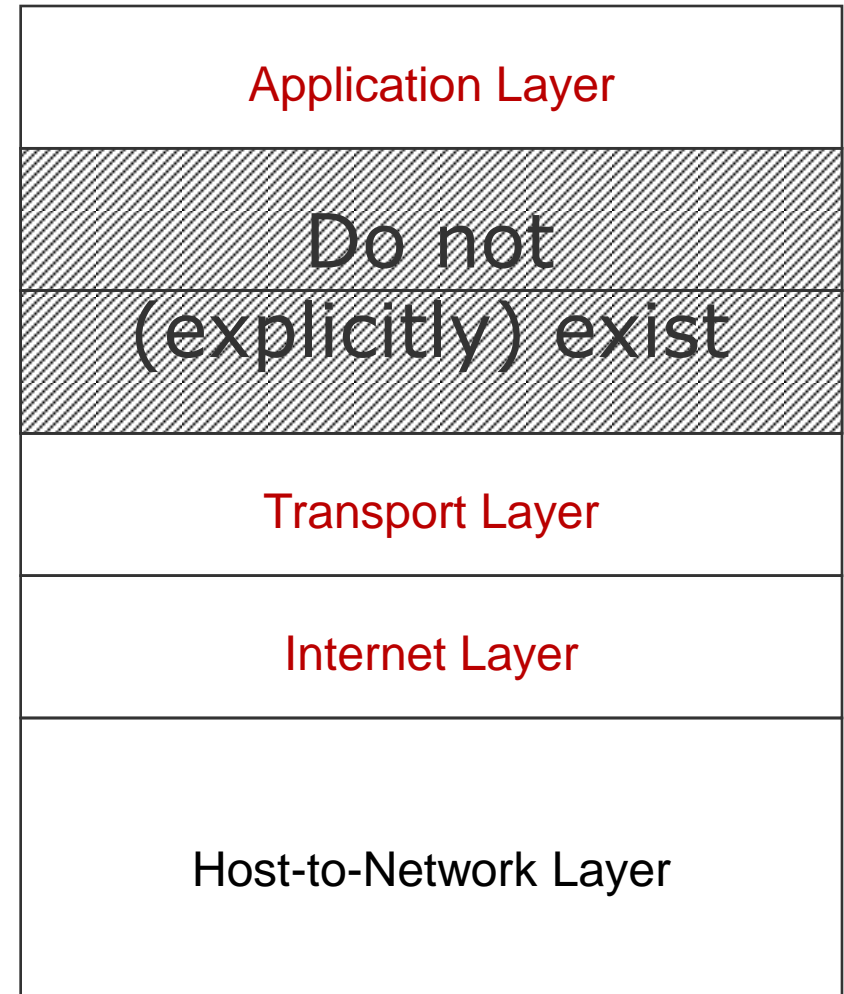 Application Layer
Do not
(explicitly) exist
Transport Layer
Internet Layer
Host-to-Network Layer